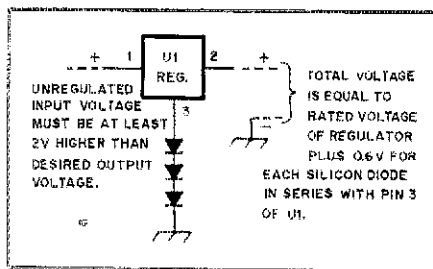 + 1 U1 REG. 2 +
3
UNREGULATED
INPUT VOLTAGE
MUST BE AT LEAST
2V HIGHER THAN
DESIRED OUTPUT
VOLTAGE.
TOTAL VOLTAGE
IS EQUAL TO
RATED VOLTAGE
OF REGULATOR
PLUS 0.6V FOR
EACH SILICON DIODE
IN SERIES WITH PIN 3
OF U1.
G